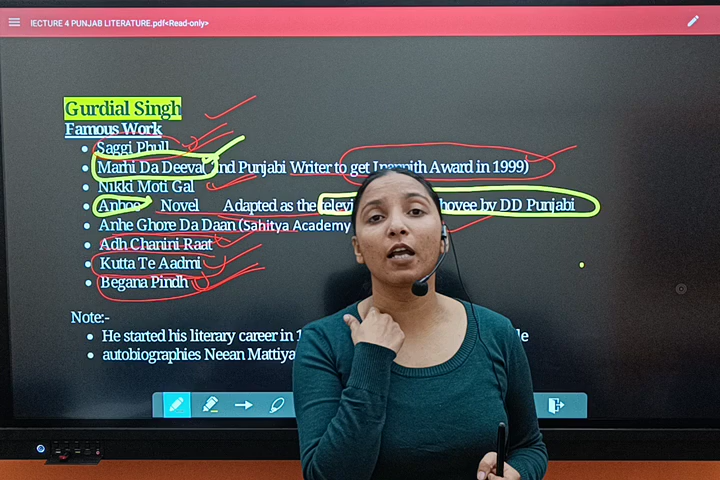 lECTURE 4 PUNJAB LITERATURE.pdf<Read-only>
Gurdial Singh
Famous Work
Saggi Phull
Marhi Da Deeva( 2nd Punjabi Writer to get Jnanpith Award in 1999)
Nikki Moti Gal
Anhoe Novel Adapted as the by DD Punjabi
Anhe Ghore Da Daan (Sahitya Academy
Adh Chanini Raat
Kutta Te Aadmi
Begana Pindh
Note:-
He started his literary career in
autobiographies Neean Mattiya